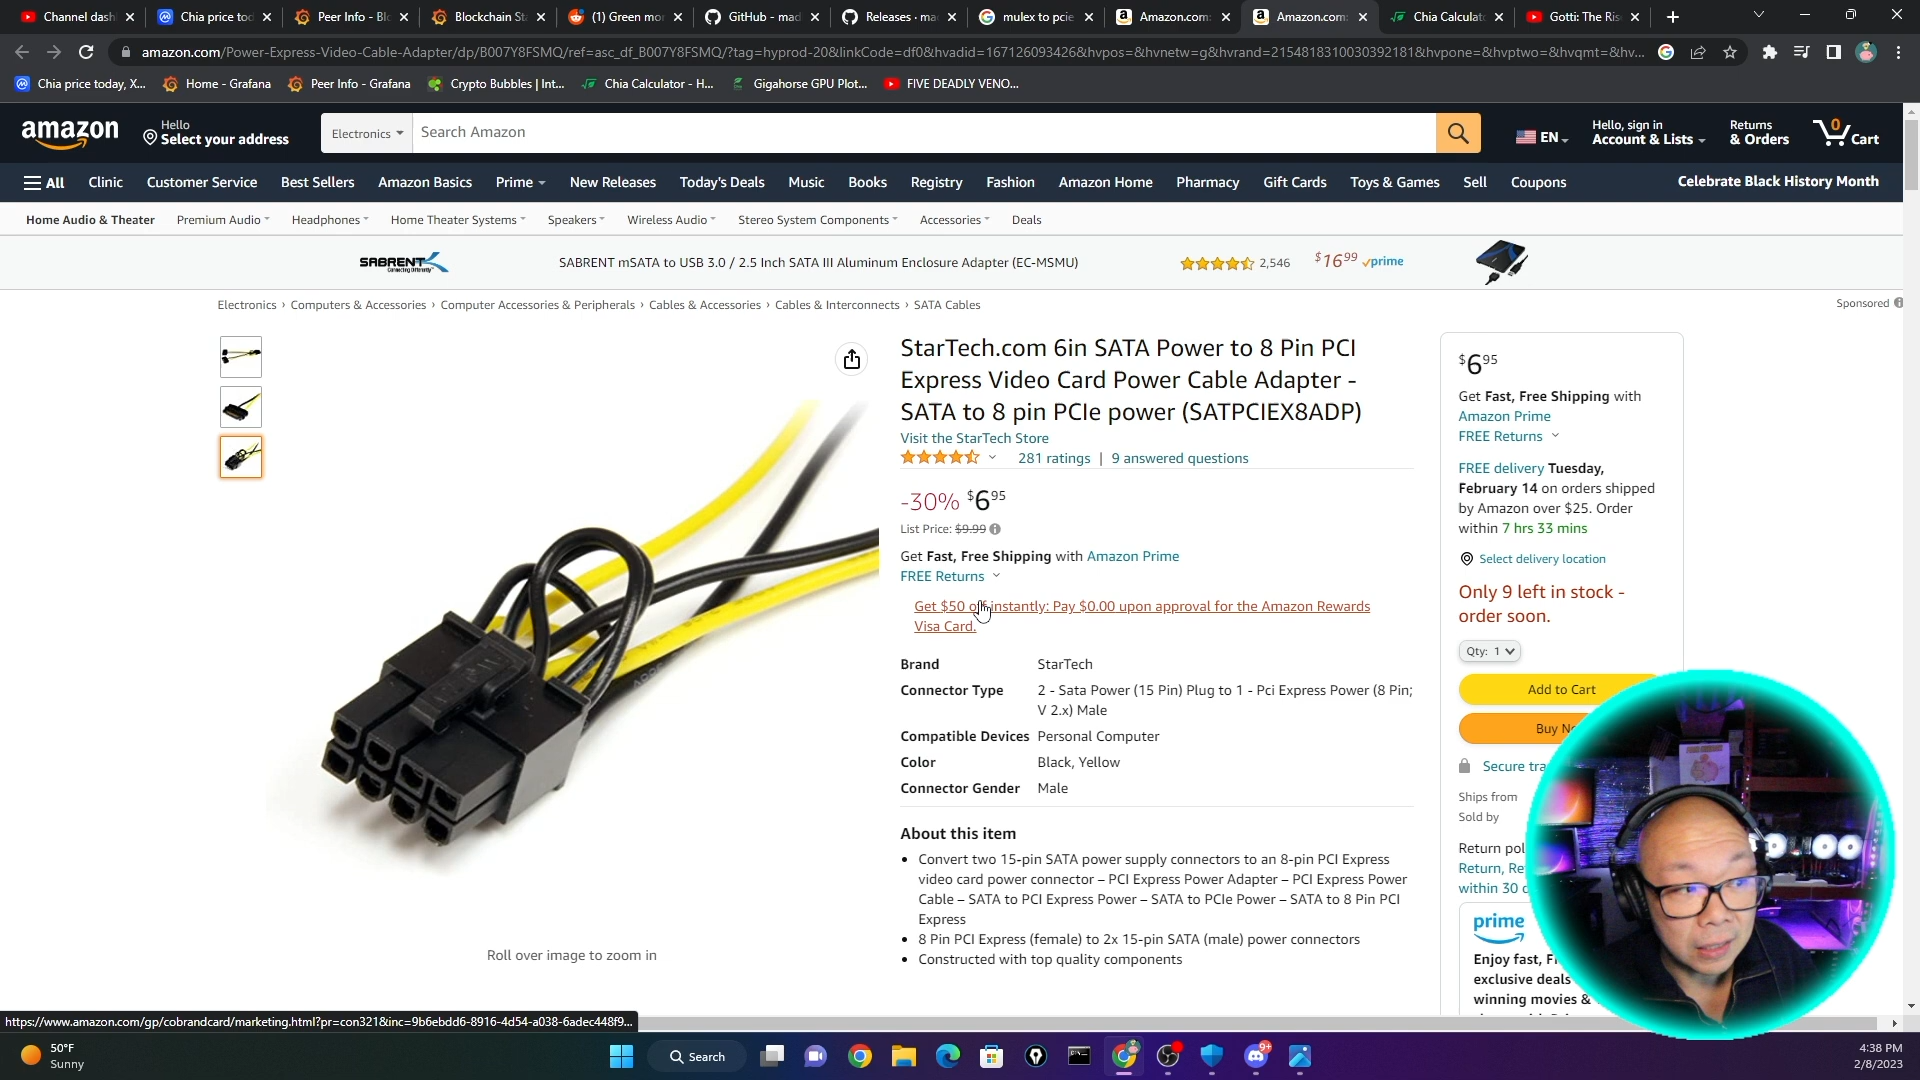 Channel dash
Chia price to
Peer Info - Bl
Blockchain St
(1) Green mo
GitHub - mad
Releases · ma
mulex to pcie
Amazon.com:
Amazon.com:
Chia Calculat
Gotti: The Ris
amazon.com/Power-Express-Video-Cable-Adapter/dp/B007Y8FSMQ/ref=asc_df_B007Y8FSMQ/?tag=hyprod-20&linkCode=df0&hvadid=167126093426&hvpos=&hvnetw=g&hvrand=2154818310030392181&hvpone=&hvptwo=&hvqmt=&hv...
Chia price today, X...
Home - Grafana
Peer Info - Grafana
Crypto Bubbles | Int...
Chia Calculator - H...
Gigahorse GPU Plot...
FIVE DEADLY VENO...
amazon
Hello
Select your address
Electronics
Search Amazon
EN
Hello, sign in
Account & Lists
Returns
& Orders
0
Cart
All
Clinic
Customer Service
Best Sellers
Amazon Basics
Prime
New Releases
Today's Deals
Music
Books
Registry
Fashion
Amazon Home
Pharmacy
Gift Cards
Toys & Games
Sell
Coupons
Celebrate Black History Month
Home Audio & Theater
Premium Audio
Headphones
Home Theater Systems
Speakers
Wireless Audio
Stereo System Components
Accessories
Deals
SABRENT
SABRENT mSATA to USB 3.0 / 2.5 Inch SATA III Aluminum Enclosure Adapter (EC-MSMU)
2,546
$16 99 prime
Electronics › Computers & Accessories › Computer Accessories & Peripherals › Cables & Accessories › Cables & Interconnects › SATA Cables
Sponsored
StarTech.com 6in SATA Power to 8 Pin PCI
Express Video Card Power Cable Adapter -
SATA to 8 pin PCIe power (SATPCIEX8ADP)
Visit the StarTech Store
281 ratings | 9 answered questions
-30% $6 95
List Price: $9.99
Get Fast, Free Shipping with Amazon Prime
FREE Returns
Get $50 off instantly: Pay $0.00 upon approval for the Amazon Rewards
Visa Card.
Brand StarTech
Connector Type 2 - Sata Power (15 Pin) Plug to 1 - Pci Express Power (8 Pin;
V 2.x) Male
Compatible Devices Personal Computer
Color Black, Yellow
Connector Gender Male
About this item
• Convert two 15-pin SATA power supply connectors to an 8-pin PCI Express
video card power connector – PCI Express Power Adapter – PCI Express Power
Cable – SATA to PCI Express Power – SATA to PCIe Power – SATA to 8 Pin PCI
Express
• 8 Pin PCI Express (female) to 2x 15-pin SATA (male) power connectors
• Constructed with top quality components
Roll over image to zoom in
$6 95
Get Fast, Free Shipping with
Amazon Prime
FREE Returns
FREE delivery Tuesday,
February 14 on orders shipped
by Amazon over $25. Order
within 7 hrs 33 mins
Select delivery location
Only 9 left in stock -
order soon.
Qty: 1
Add to Cart
Buy No
Secure tra
Ships from
Sold by
Return pol
Return, Re
within 30 d
prime
Enjoy fast, F
exclusive deals
winning movies &
https://www.amazon.com/gp/cobrandcard/marketing.html?pr=con321&inc=9b6ebdd6-8916-4d54-a038-6adec448f9...
50°F
Sunny
Search
9+
4:38 PM
2/8/2023